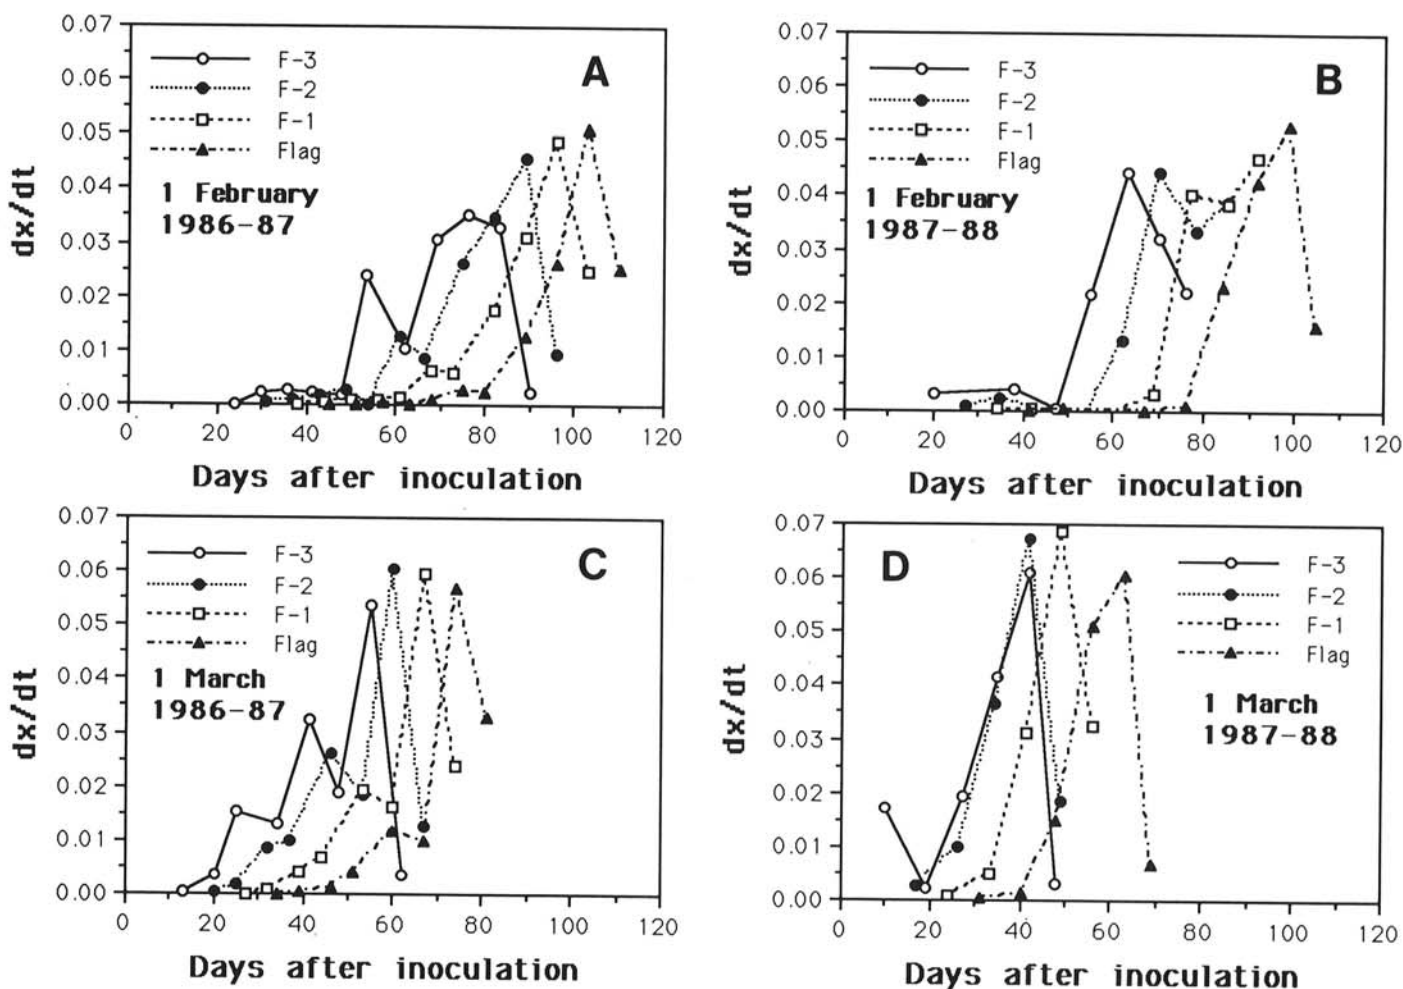 A
F-3
F-2
F-1
Flag
1 February
1986-87
dx/dt
0.07
0.06
0.05
0.04
0.03
0.02
0.01
0.00
0 20 40 60 80 100 120
Days after inoculation
B
F-3
F-2
F-1
Flag
1 February
1987-88
dx/dt
0.07
0.06
0.05
0.04
0.03
0.02
0.01
0.00
0 20 40 60 80 100 120
Days after inoculation
C
F-3
F-2
F-1
Flag
1 March
1986-87
dx/dt
0.07
0.06
0.05
0.04
0.03
0.02
0.01
0.00
0 20 40 60 80 100 120
Days after inoculation
D
F-3
F-2
F-1
Flag
1 March
1987-88
dx/dt
0.07
0.06
0.05
0.04
0.03
0.02
0.01
0.00
0 20 40 60 80 100 120
Days after inoculation